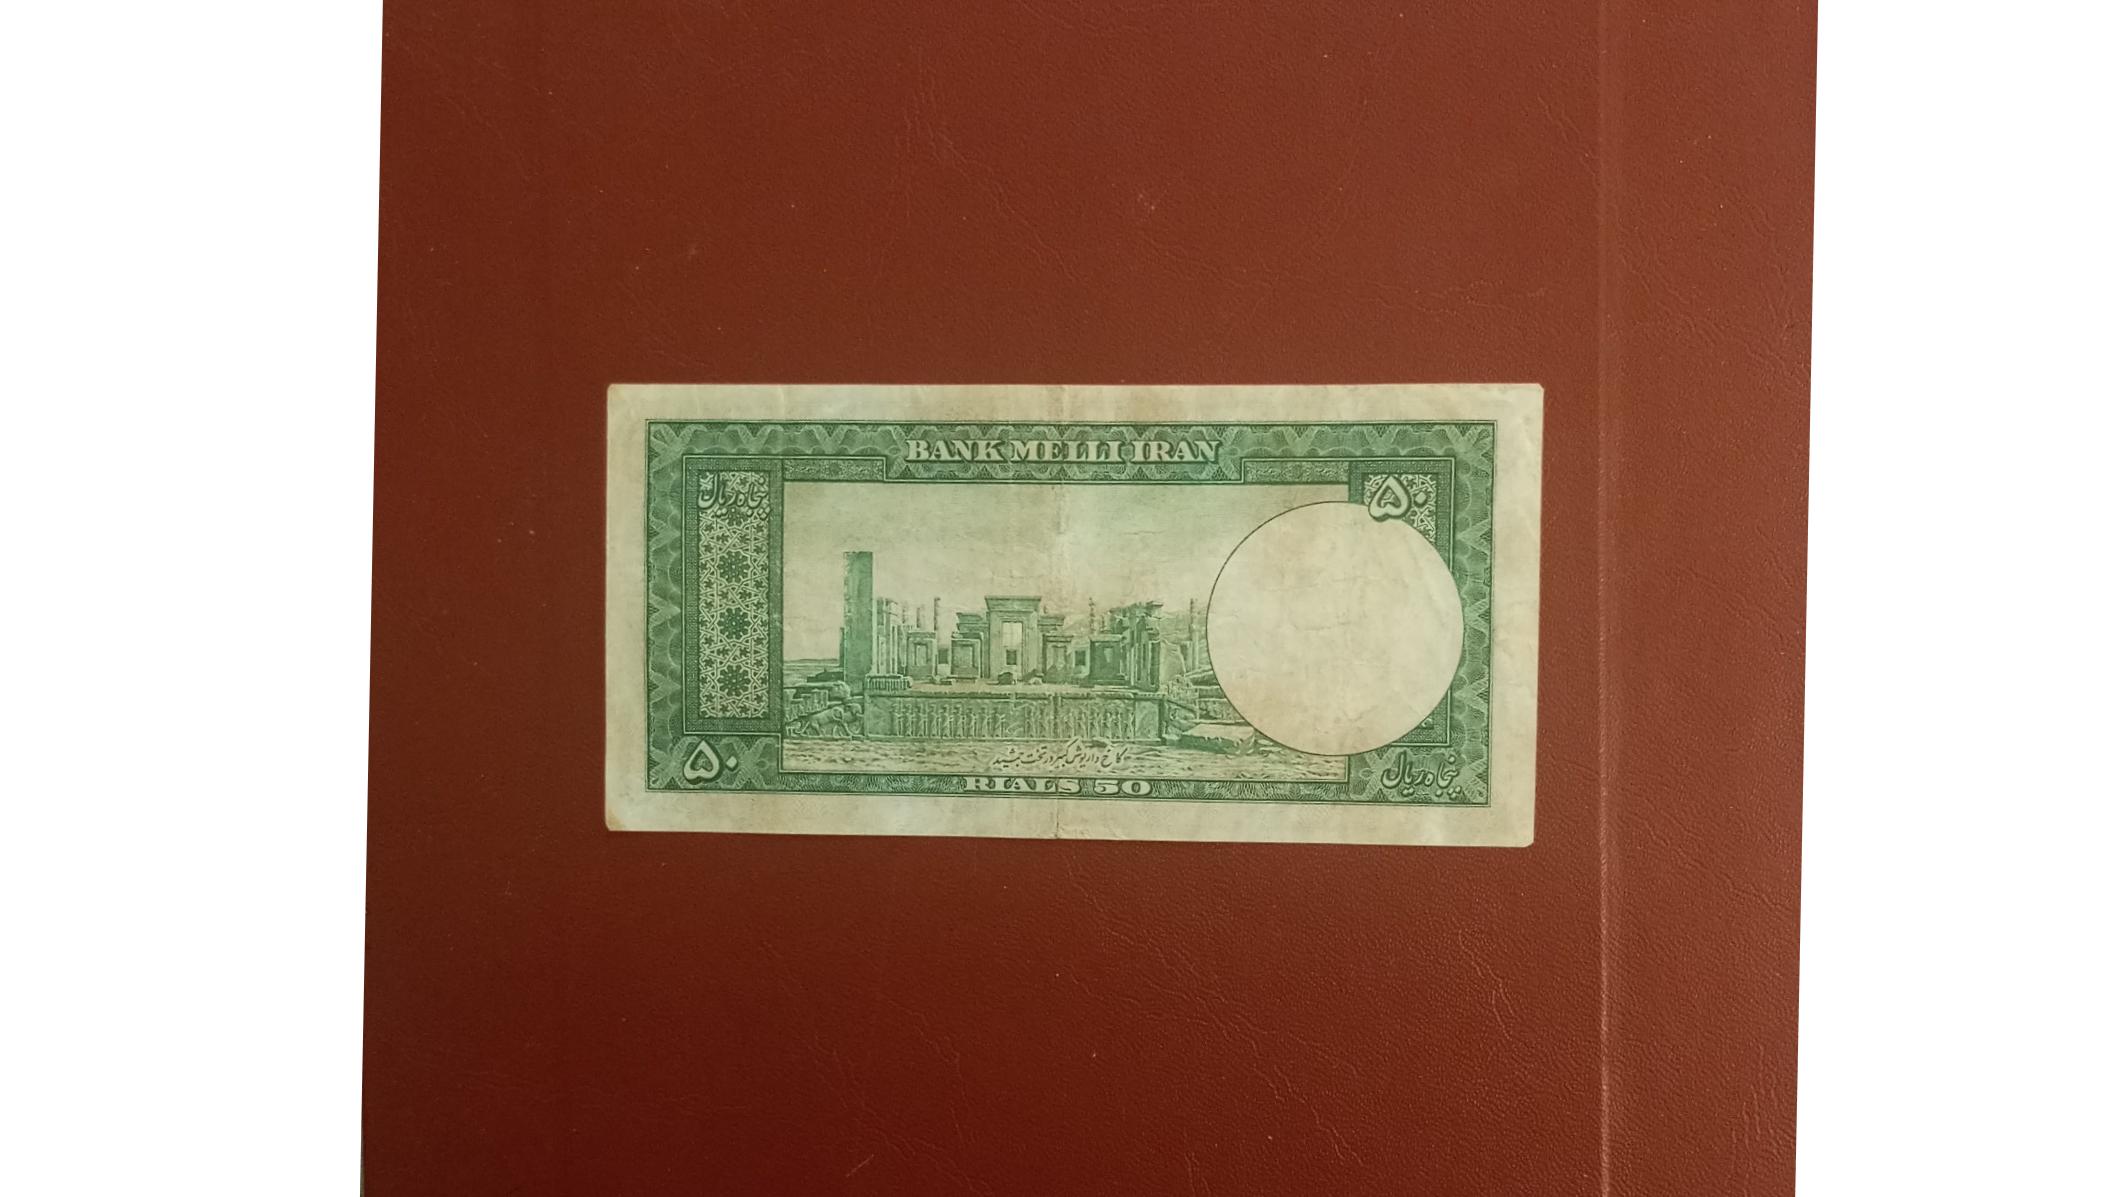 BANK MELLI IRAN
پنجاه ریال
۵۰
کاخ داریوش کبیر در تخت جمشید
۵۰
RIALS 50
پنجاه ریال